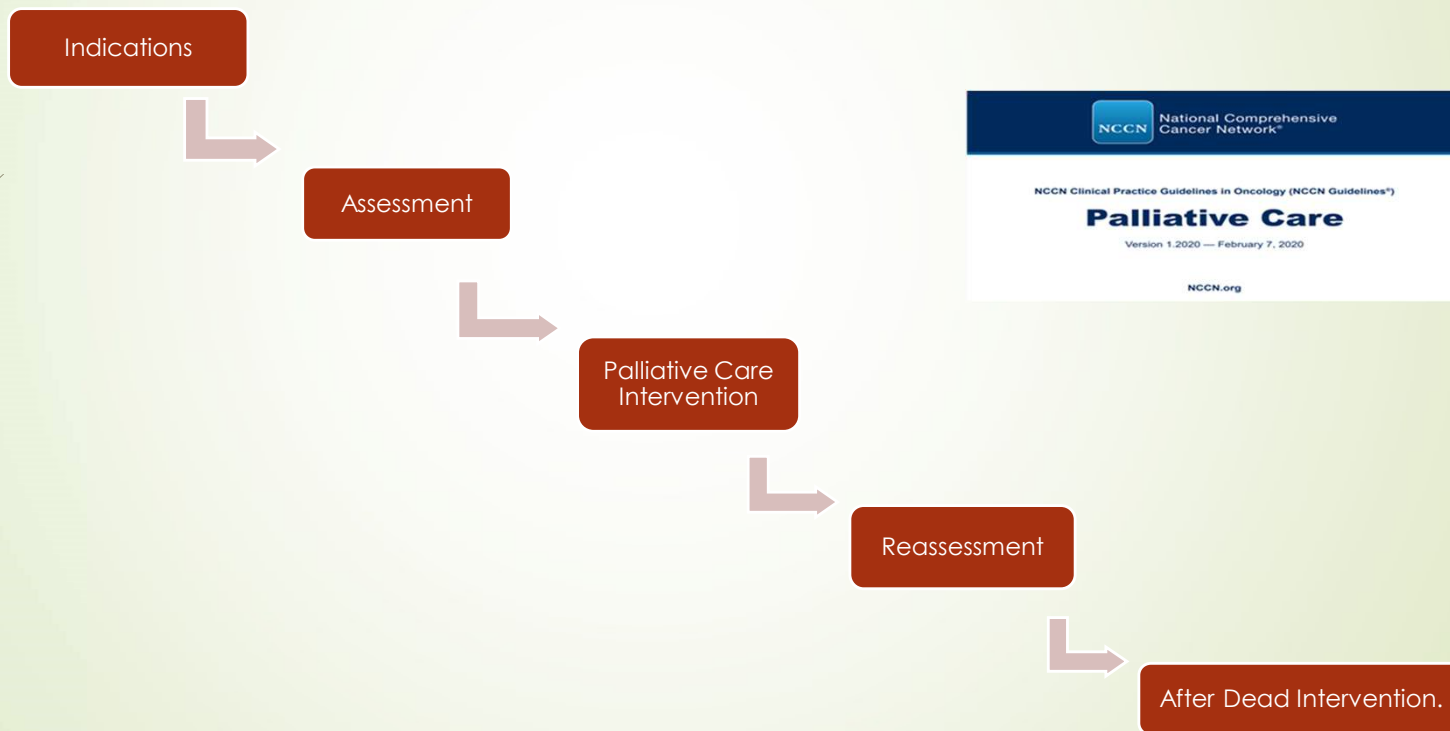 Indications
Assessment
Palliative Care
Intervention
Reassessment
After Dead Intervention.
NCCN
National Comprehensive
Cancer Network®
NCCN Clinical Practice Guidelines in Oncology (NCCN Guidelines®)
Palliative Care
Version 1.2020 — February 7, 2020
NCCN.org